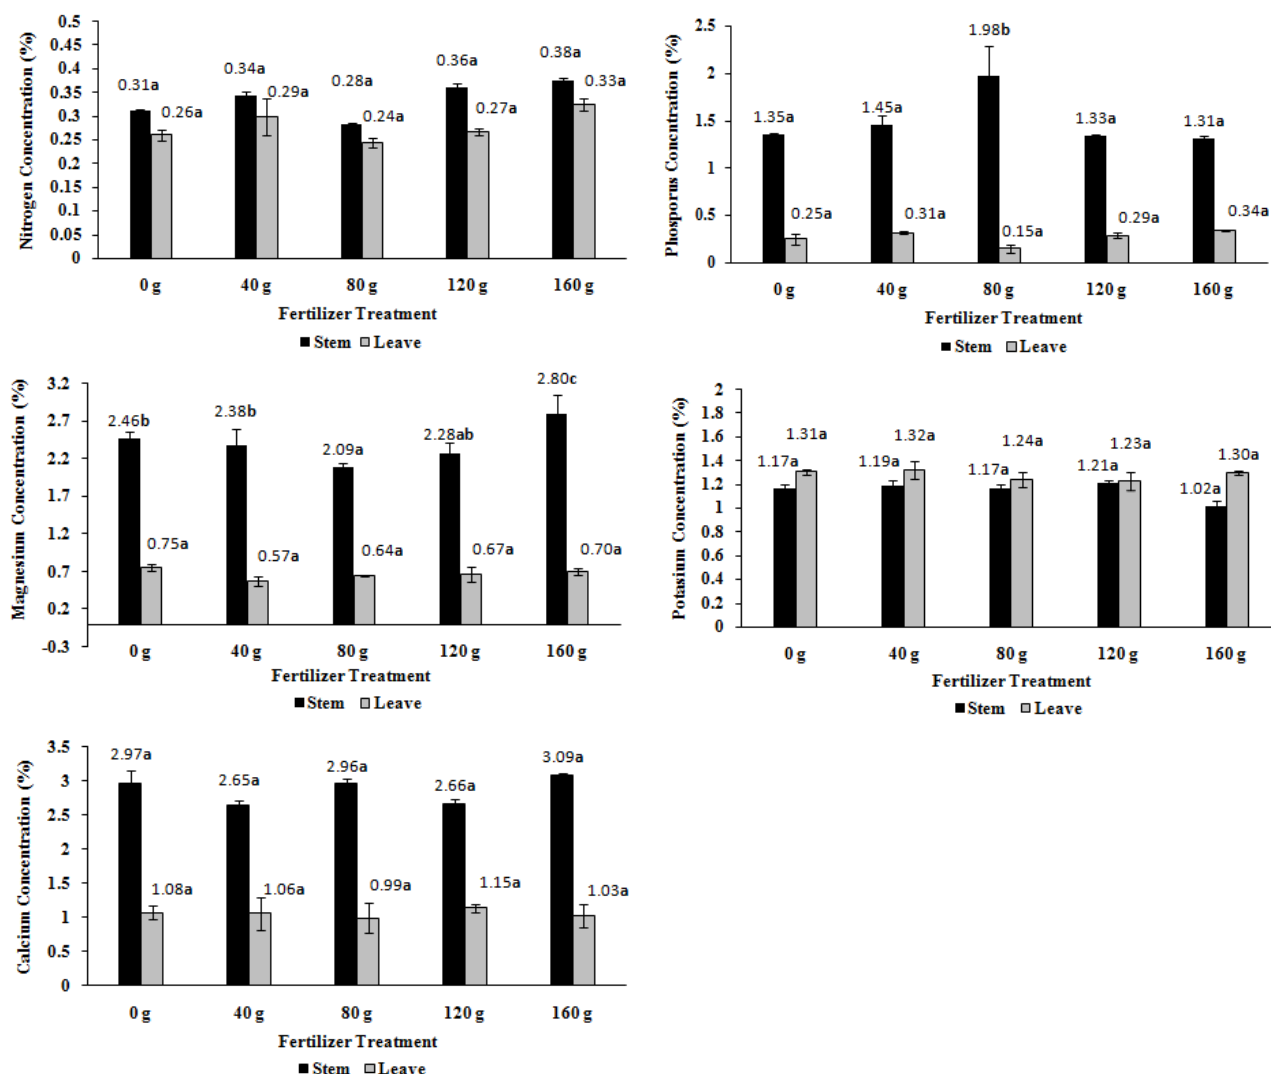 Nitrogen Concentration (%)
0.5
0.45
0.4
0.35
0.3
0.25
0.2
0.15
0.1
0.05
0
0.31a
0.26a
0.34a
0.29a
0.28a
0.24a
0.36a
0.27a
0.38a
0.33a
0 g 40 g 80 g 120 g 160 g
Fertilizer Treatment
Stem Leave
Phosporus Concentration (%)
2.5
2
1.5
1
0.5
0
1.35a
0.25a
1.45a
0.31a
1.98b
0.15a
1.33a
0.29a
1.31a
0.34a
0 g 40 g 80 g 120 g 160 g
Fertilizer Treatment
Stem Leave
Magnesium Concentration (%)
3.2
2.7
2.2
1.7
1.2
0.7
0.2
-0.3
2.46b
0.75a
2.38b
0.57a
2.09a
0.64a
2.28ab
0.67a
2.80c
0.70a
0 g 40 g 80 g 120 g 160 g
Fertilizer Treatment
Stem Leave
Potasium Concentration (%)
2
1.8
1.6
1.4
1.2
1
0.8
0.6
0.4
0.2
0
1.17a
1.31a
1.19a
1.32a
1.17a
1.24a
1.21a
1.23a
1.02a
1.30a
0 g 40 g 80 g 120 g 160 g
Fertilizer Treatment
Stem Leave
Calcium Concentration (%)
3.5
3
2.5
2
1.5
1
0.5
0
2.97a
1.08a
2.65a
1.06a
2.96a
0.99a
2.66a
1.15a
3.09a
1.03a
0 g 40 g 80 g 120 g 160 g
Fertilizer Treatment
Stem Leave